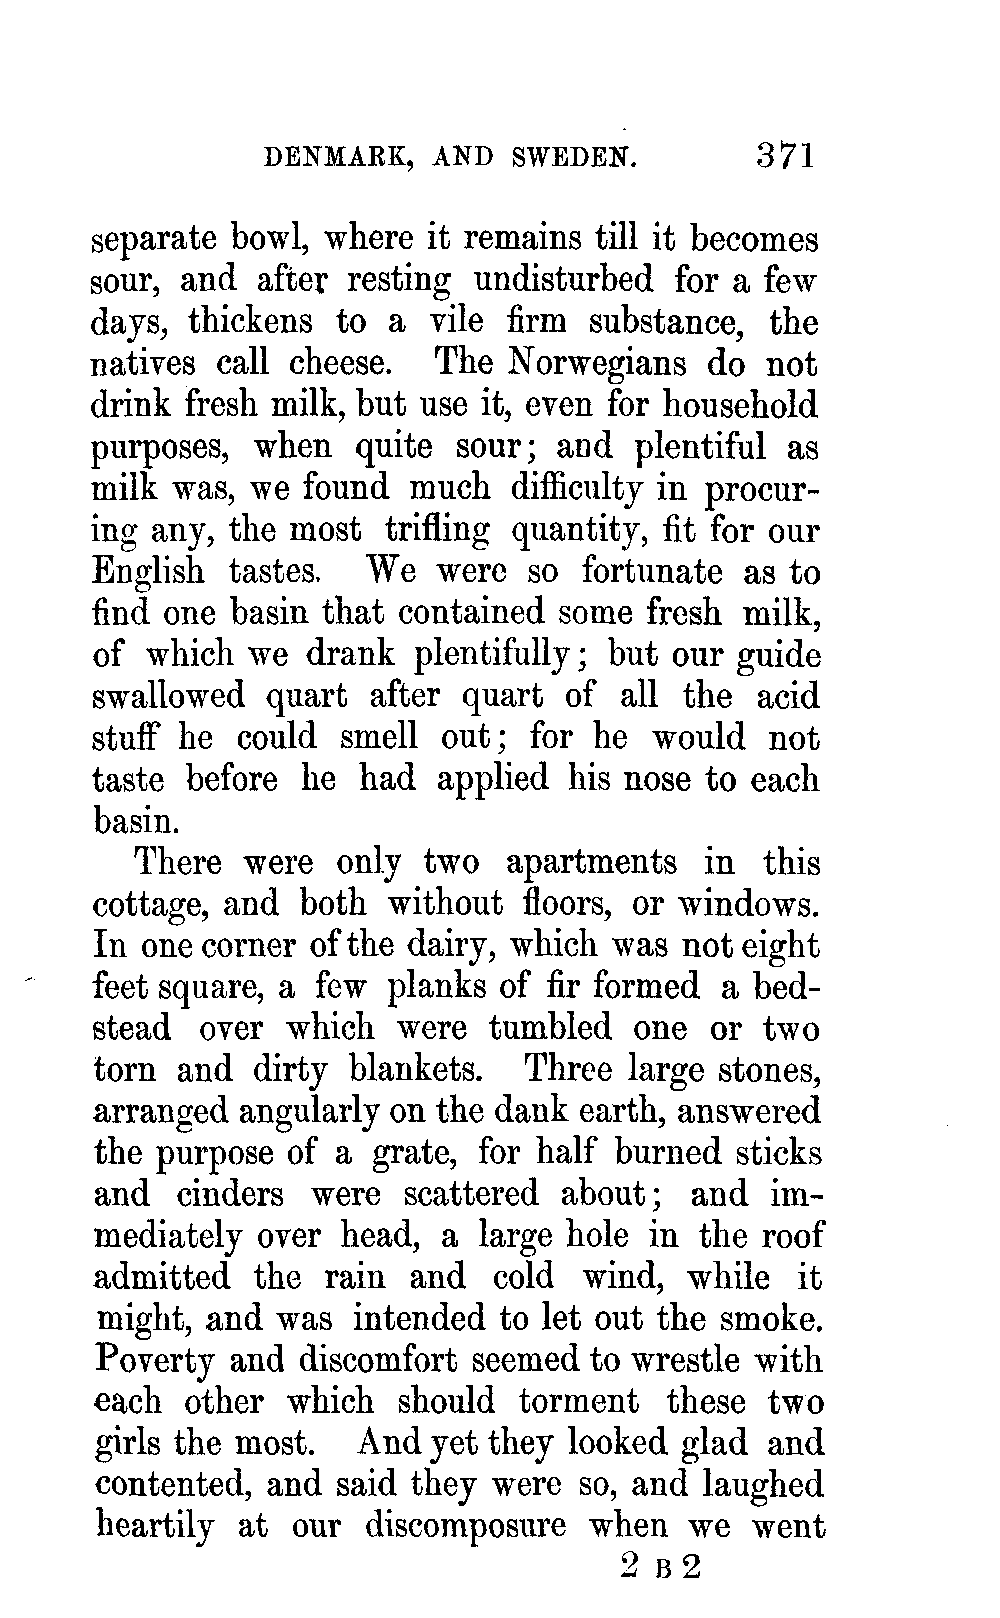 DENMARK, AND SWEDEN. 371
separate bowl, where it remains till it becomes
sour, and after resting undisturbed for a few
days, thickens to a vile firm substance, the
natives call cheese. The Norwegians do not
drink fresh milk, but use it, even for household
purposes, when quite sour; and plentiful as
milk was, we found much difficulty in procur-
ing any, the most trifling quantity, fit for our
English tastes. We were so fortunate as to
find one basin that contained some fresh milk,
of which we drank plentifully; but our guide
swallowed quart after quart of all the acid
stuff he could smell out; for he would not
taste before he had applied his nose to each
basin.
There were only two apartments in this
cottage, and both without floors, or windows.
In one corner of the dairy, which was not eight
feet square, a few planks of fir formed a bed-
stead over which were tumbled one or two
torn and dirty blankets. Three large stones,
arranged angularly on the dank earth, answered
the purpose of a grate, for half burned sticks
and cinders were scattered about; and im-
mediately over head, a large hole in the roof
admitted the rain and cold wind, while it
might, and was intended to let out the smoke.
Poverty and discomfort seemed to wrestle with
each other which should torment these two
girls the most. And yet they looked glad and
contented, and said they were so, and laughed
heartily at our discomposure when we went
2 B 2